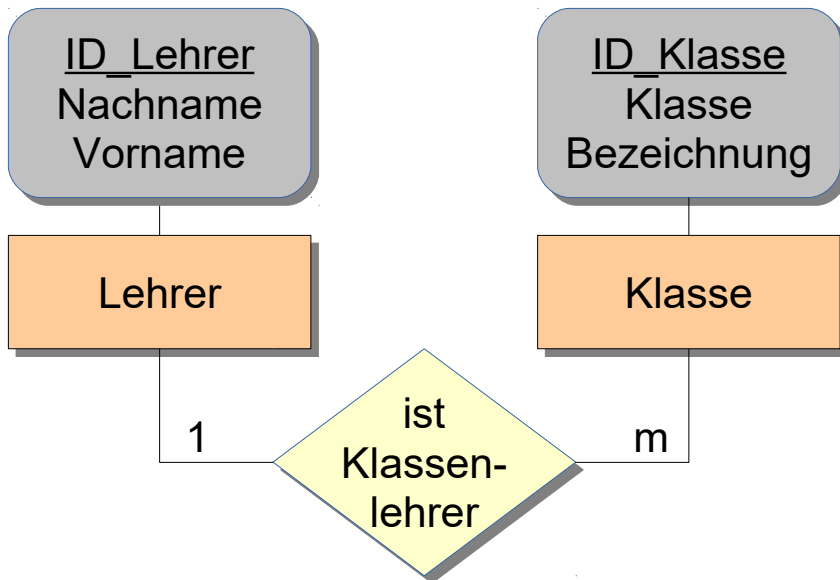 ID_Lehrer
Nachname
Vorname
ID_Klasse
Klasse
Bezeichnung
Lehrer
Klasse
1
ist
Klassen-
lehrer
m